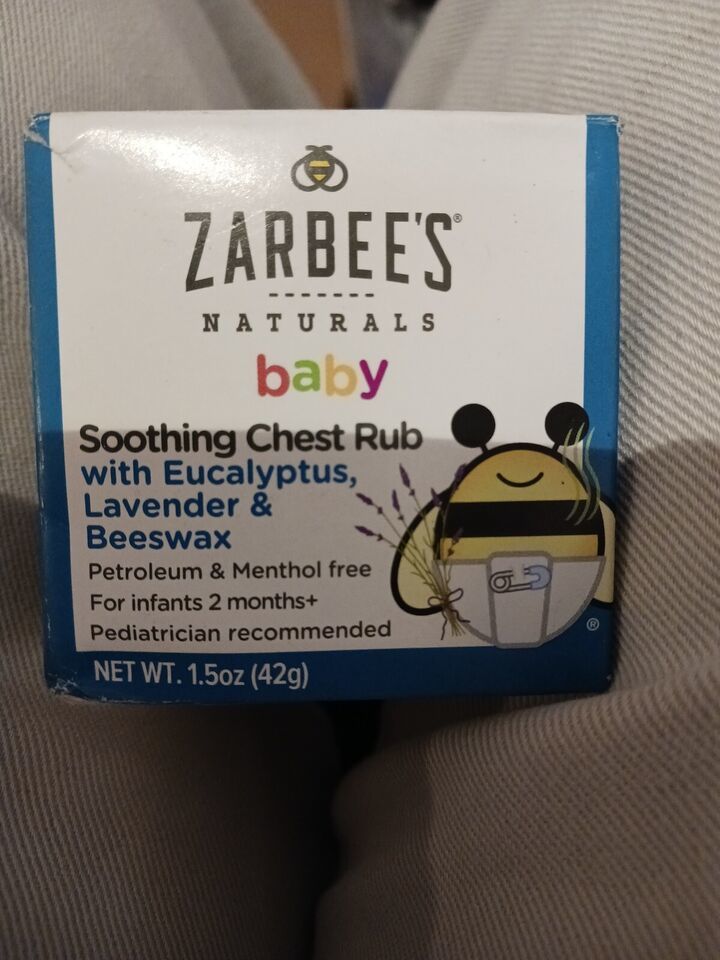 ZARBEE'S®
NATURALS
baby
Soothing Chest Rub
with Eucalyptus,
Lavender &
Beeswax
Petroleum & Menthol free
For infants 2 months+
Pediatrician recommended
®
NET WT. 1.5oz (42g)